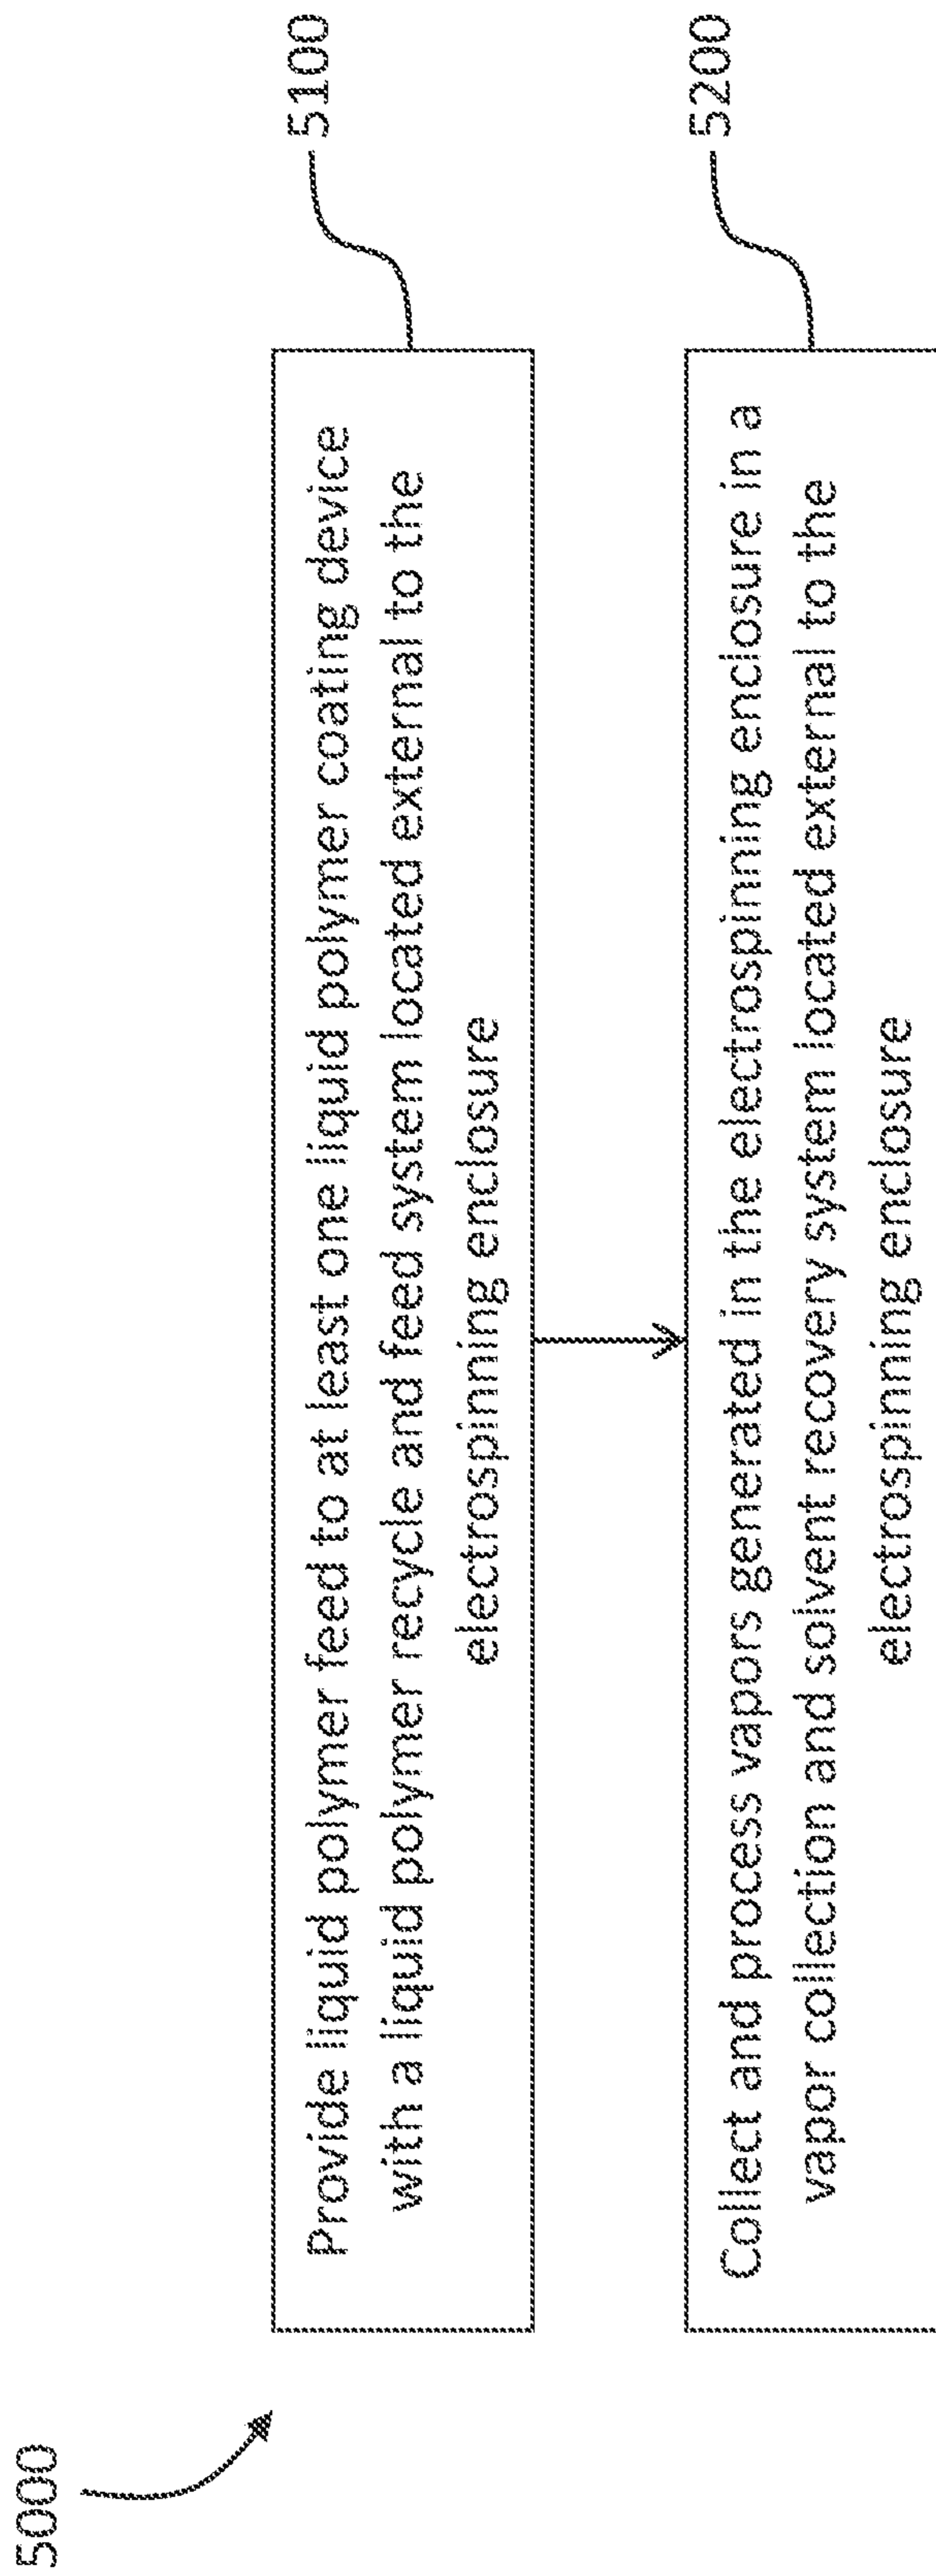 5000
Provide liquid polymer feed to at least one liquid polymer coating device
with a liquid polymer recycle and feed system located external to the
electrospinning enclosure
5100
Collect and process vapors generated in the electrospinning enclosure in a
vapor collection and solvent recovery system located external to the
electrospinning enclosure
5200